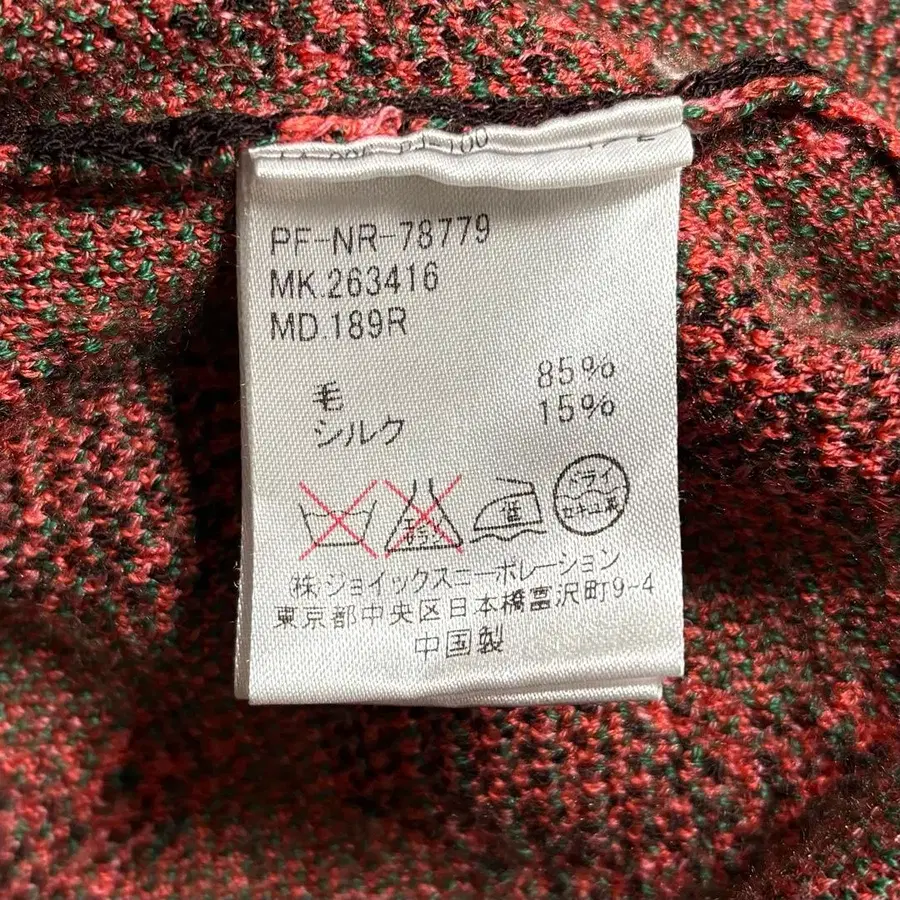 PF-NR-78779
MK.263416
MD.189R
毛 85%
シルク 15%
低
ドライ
セキユ系
(株)ジョイックスコーポレーション
東京都中央区日本橋富沢町9-4
中国製